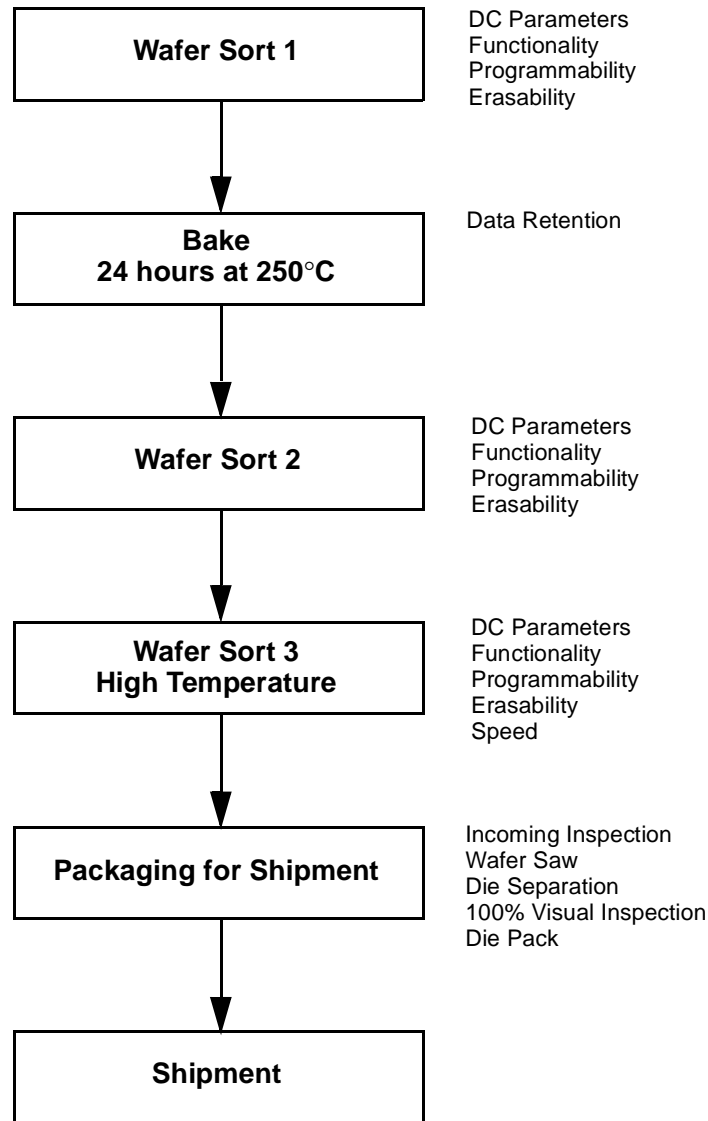 Wafer Sort 1
DC Parameters
Functionality
Programmability
Erasability
Bake
24 hours at 250°C
Data Retention
Wafer Sort 2
DC Parameters
Functionality
Programmability
Erasability
Wafer Sort 3
High Temperature
DC Parameters
Functionality
Programmability
Erasability
Speed
Packaging for Shipment
Incoming Inspection
Wafer Saw
Die Separation
100% Visual Inspection
Die Pack
Shipment